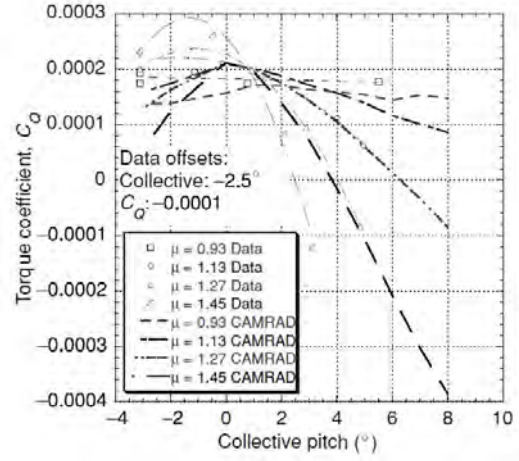 0.0003
0.0002
0.0001
0
−0.0001
−0.0002
−0.0003
−0.0004
Torque coefficient, C_Q
Data offsets:
Collective: −2.5°
C_Q: −0.0001
μ = 0.93 Data
μ = 1.13 Data
μ = 1.27 Data
μ = 1.45 Data
μ = 0.93 CAMRAD
μ = 1.13 CAMRAD
μ = 1.27 CAMRAD
μ = 1.45 CAMRAD
−4 −2 0 2 4 6 8 10
Collective pitch (°)